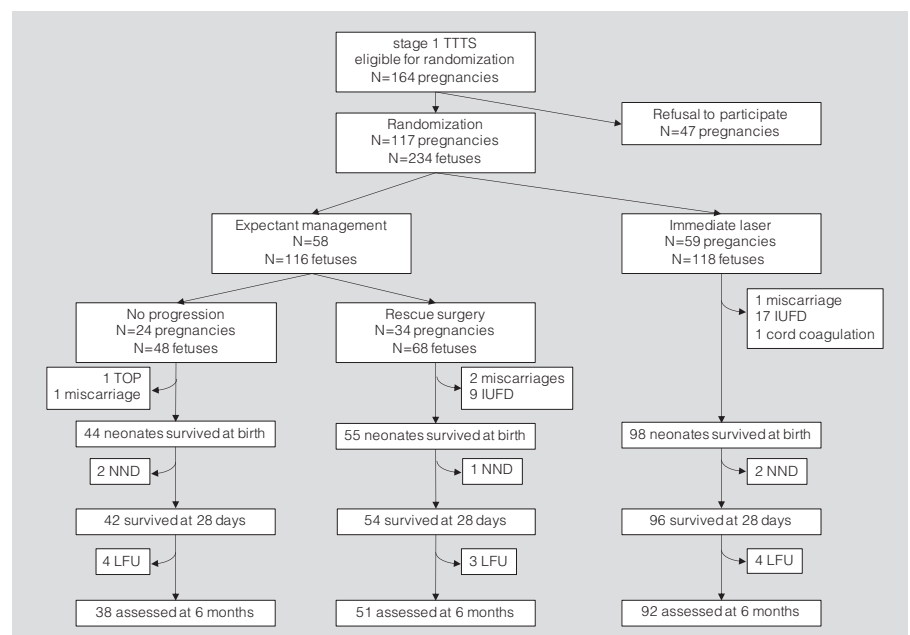 stage 1 TTTS
eligible for randomization
N=164 pregnancies
Refusal to participate
N=47 pregnancies
Randomization
N=117 pregnancies
N=234 fetuses
Expectant management
N=58
N=116 fetuses
Immediate laser
N=59 pregancies
N=118 fetuses
No progression
N=24 pregnancies
N=48 fetuses
Rescue surgery
N=34 pregnancies
N=68 fetuses
1 miscarriage
17 IUFD
1 cord coagulation
1 TOP
1 miscarriage
2 miscarriages
9 IUFD
44 neonates survived at birth
55 neonates survived at birth
98 neonates survived at birth
2 NND
1 NND
2 NND
42 survived at 28 days
54 survived at 28 days
96 survived at 28 days
4 LFU
3 LFU
4 LFU
38 assessed at 6 months
51 assessed at 6 months
92 assessed at 6 months